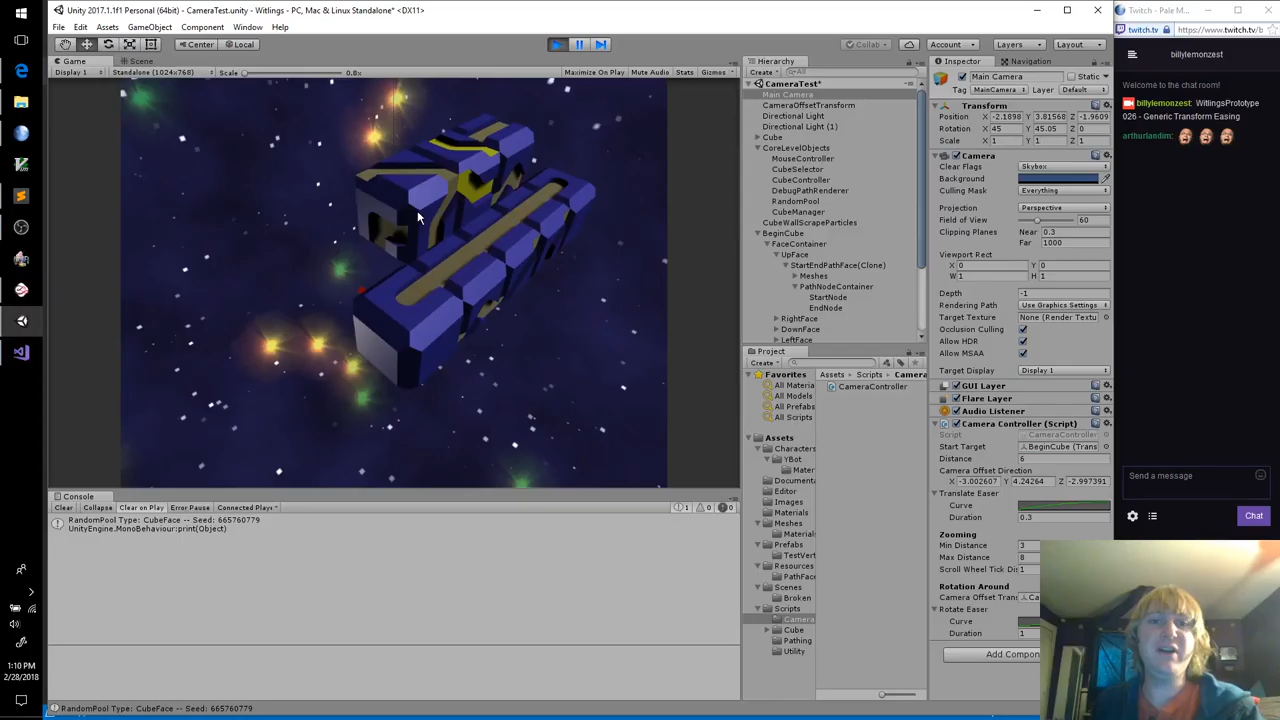 Unity 2017.1.1f1 Personal (64bit) - CameraTest.unity - Witlings - PC, Mac & Linux Standalone* <DX11>
File Edit Assets GameObject Component Window Help
Center Local
Collab Account Layers Layout
Game Scene
Display 1 Standalone (1024x768) Scale 0.8x Maximize On Play Mute Audio Stats Gizmos
Hierarchy
Create All
CameraTest*
Main Camera
CameraOffsetTransform
Directional Light
Directional Light (1)
Cube
CoreLevelObjects
MouseController
CubeSelector
CubeController
DebugPathRenderer
RandomPool
CubeManager
CubeWallScrapeParticles
BeginCube
FaceContainer
UpFace
StartEndPathFace(Clone)
Meshes
PathNodeContainer
StartNode
EndNode
RightFace
DownFace
LeftFace
Project
Create
Favorites
All Materia
All Models
All Prefabs
All Scripts
Assets
Characters
YBot
Mater
Documenta
Editor
Images
Materials
Meshes
Materials
Prefabs
TestVert
Resources
PathFace
Scenes
Broken
Scripts
Camera
Cube
Pathing
Utility
Assets Scripts Camera
CameraController
Inspector Navigation
Main Camera Static
Tag MainCamera Layer Default
Transform
Position X -2.1898 Y 3.81568 Z -1.9609
Rotation X 45 Y 45.05 Z 0
Scale X 1 Y 1 Z 1
Camera
Clear Flags Skybox
Background
Culling Mask Everything
Projection Perspective
Field of View 60
Clipping Planes Near 0.3
Far 1000
Viewport Rect
X 0 Y 0
W 1 H 1
Depth -1
Rendering Path Use Graphics Settings
Target Texture None (Render Textu
Occlusion Culling
Allow HDR
Allow MSAA
Target Display Display 1
GUI Layer
Flare Layer
Audio Listener
Camera Controller (Script)
Script CameraController
Start Target BeginCube (Trans
Distance 6
Camera Offset Direction
X -3.002607 Y 4.24264 Z -2.997391
Translate Easer
Curve
Duration 0.3
Zooming
Min Distance 3
Max Distance 8
Scroll Wheel Tick Di 1
Rotation Around
Camera Offset Trans Ca
Rotate Easer
Curve
Duration 1
Add Compon
Console
Clear Collapse Clear on Play Error Pause Connected Player 1 0 0
RandomPool Type: CubeFace -- Seed: 665760779
UnityEngine.MonoBehaviour:print(Object)
RandomPool Type: CubeFace -- Seed: 665760779
1:10 PM
2/28/2018
Twitch - Pale M
twitch.tv https://www.twitch.tv/b
billylemonzest
Welcome to the chat room!
billylemonzest: WitlingsPrototype
026 - Generic Transform Easing
arthurlandim:
Send a message
Chat